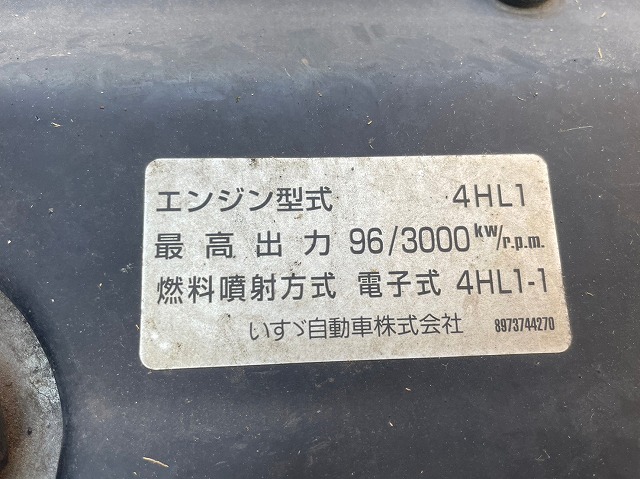 エンジン型式 4HL1
最高出力 96/3000 kW/r.p.m.
燃料噴射方式 電子式 4HL1-1
いすゞ自動車株式会社 8973744270